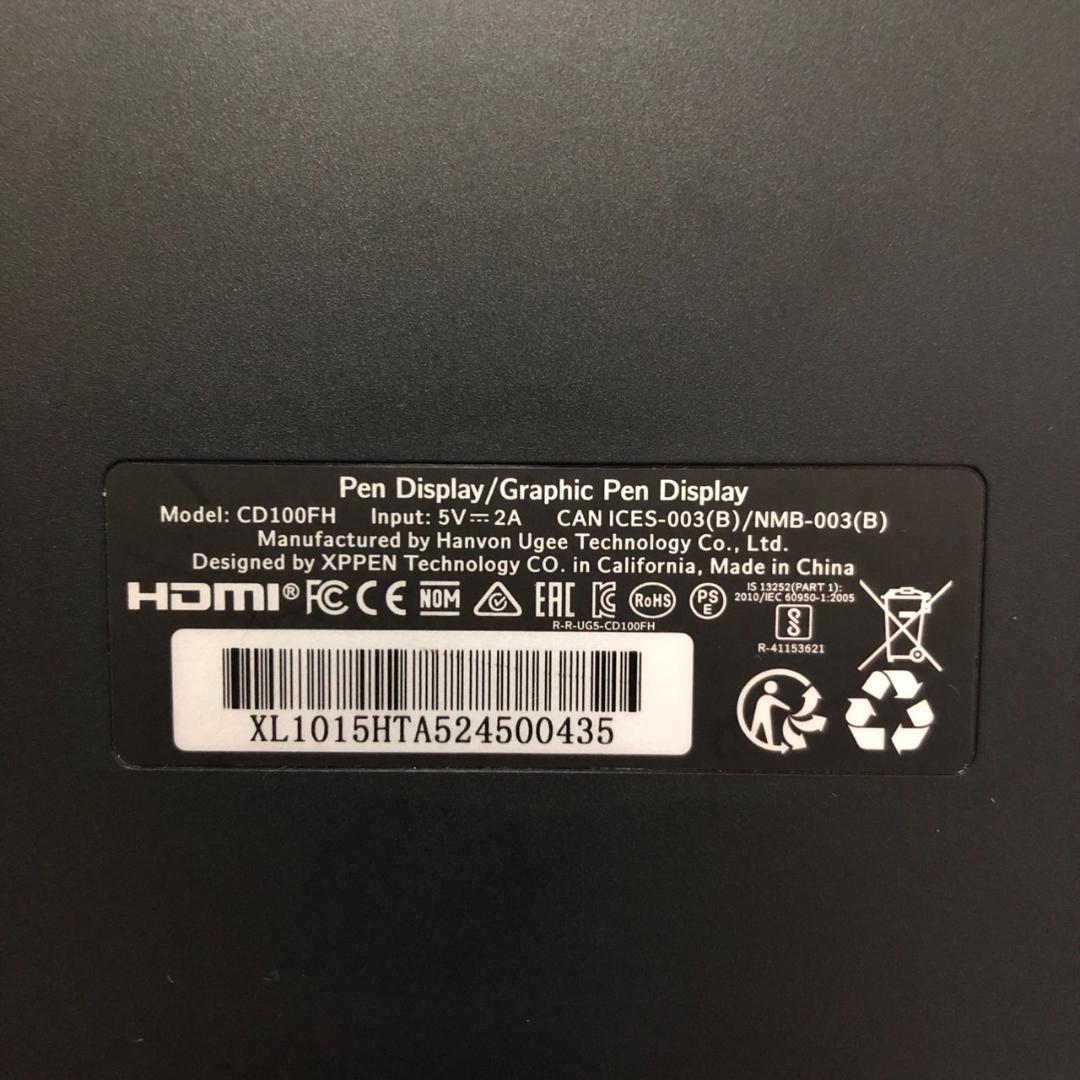 Pen Display/Graphic Pen Display
Model: CD100FH Input: 5V⎓2A CAN ICES-003(B)/NMB-003(B)
Manufactured by Hanvon Ugee Technology Co., Ltd.
Designed by XPPEN Technology CO. in California, Made in China
HDMI® FC CE NOM EAC RoHS PS E
IS 13252(PART 1):
2010/IEC 60950-1:2005
R-R-UG5-CD100FH
R-41153621
XL1015HTA524500435